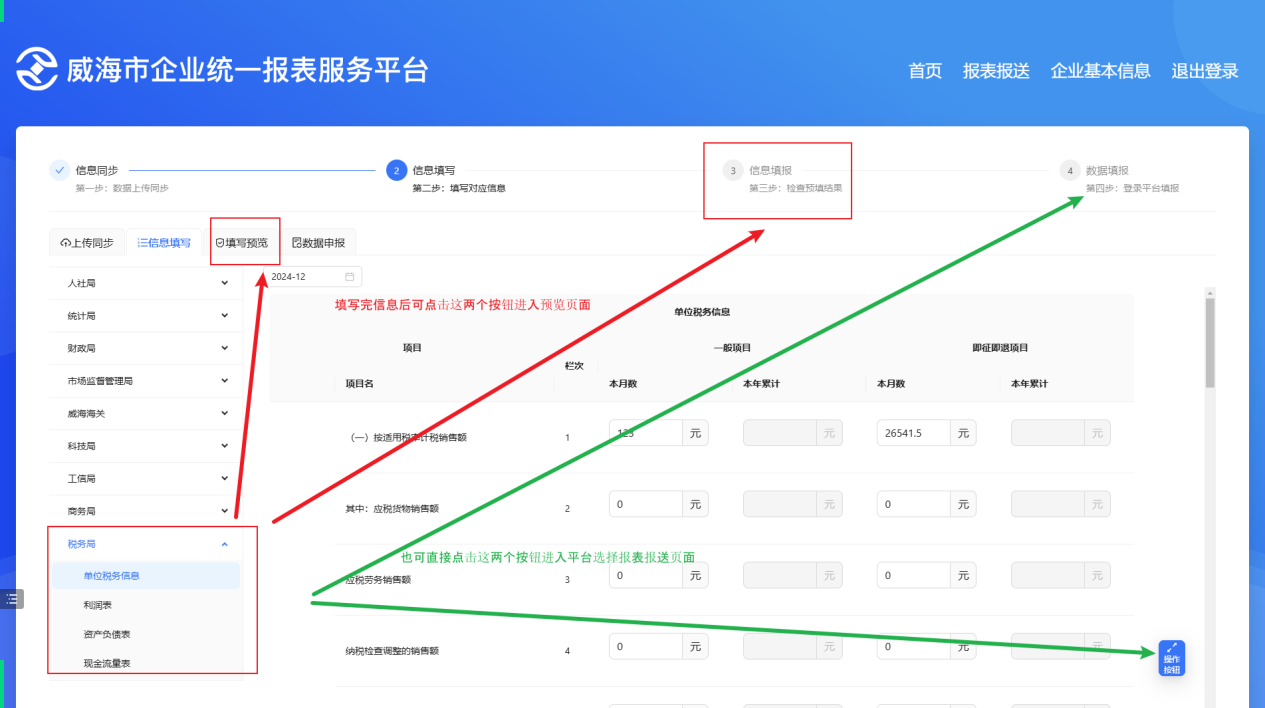 威海市企业统一报表服务平台
首页 报表报送 企业基本信息 退出登录
信息同步
第一步：数据上传同步
2 信息填写
第二步：填写对应信息
3 信息填报
第三步：检查预填结果
4 数据填报
第四步：登录平台填报
上传同步 信息填写 填写预览 数据申报
人社局
统计局
财政局
市场监督管理局
威海海关
科技局
工信局
商务局
税务局
单位税务信息
利润表
资产负债表
现金流量表
2024-12
填写完信息后可点击这两个按钮进入预览页面
单位税务信息
项目 栏次 一般项目 即征即退项目
项目名 本月数 本年累计 本月数 本年累计
（一）按适用税率计税销售额 1 123 元 元 26541.5 元 元
其中：应税货物销售额 2 0 元 元 0 元 元
也可直接点击这两个按钮进入平台选择报表报送页面
应税劳务销售额 3 0 元 元 0 元 元
纳税检查调整的销售额 4 0 元 元 0 元 元
操作
按钮